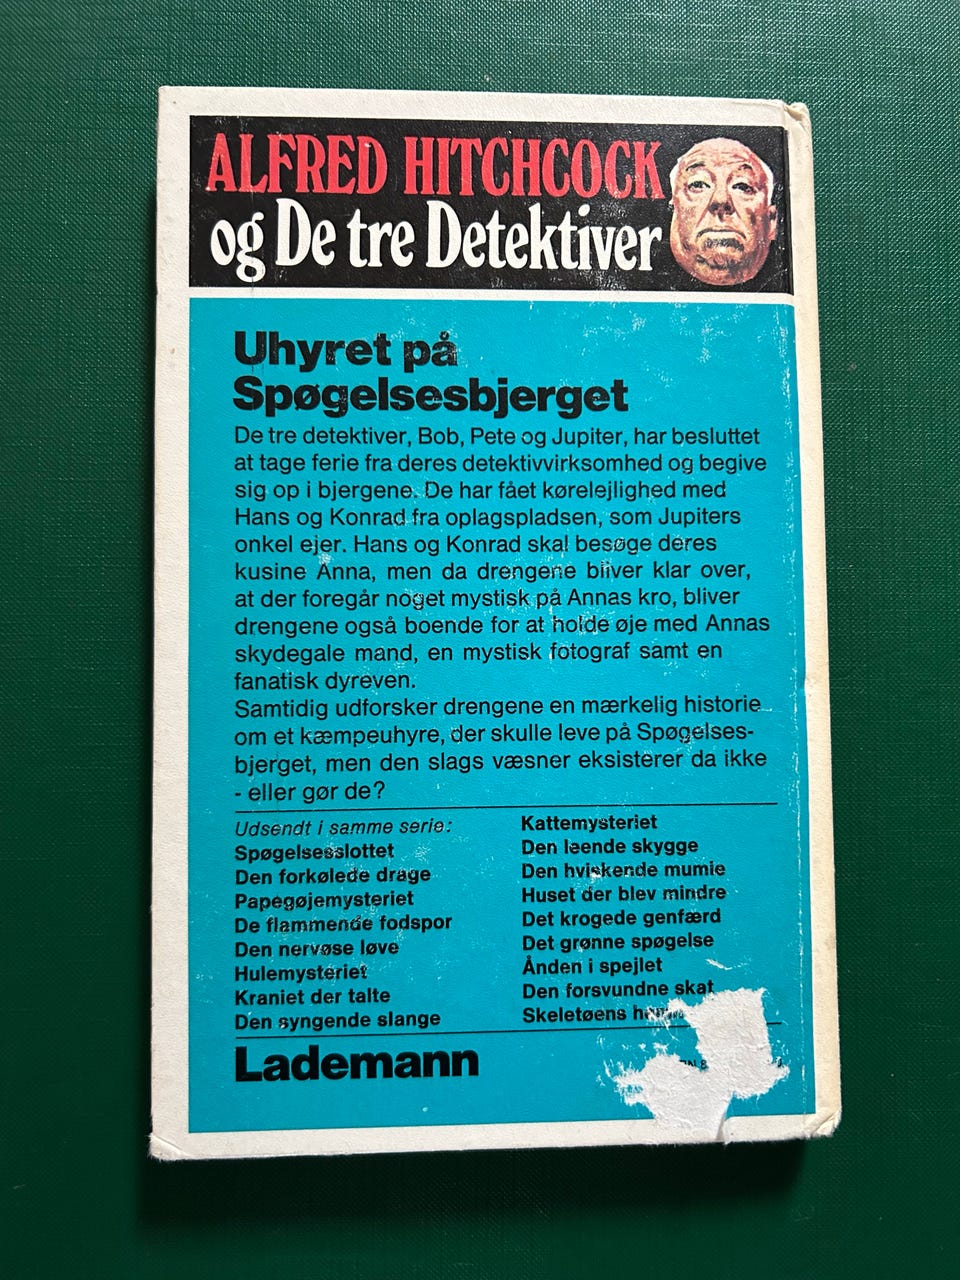 ALFRED HITCHCOCK
og De tre Detektiver
Uhyret på
Spøgelsesbjerget
De tre detektiver, Bob, Pete og Jupiter, har besluttet
at tage ferie fra deres detektivvirksomhed og begive
sig op i bjergene. De har fået kørelejlighed med
Hans og Konrad fra oplagspladsen, som Jupiters
onkel ejer. Hans og Konrad skal besøge deres
kusine Anna, men da drengene bliver klar over,
at der foregår noget mystisk på Annas kro, bliver
drengene også boende for at holde øje med Annas
skydegale mand, en mystisk fotograf samt en
fanatisk dyreven.
Samtidig udforsker drengene en mærkelig historie
om et kæmpeuhyre, der skulle leve på Spøgelses-
bjerget, men den slags væsner eksisterer da ikke
- eller gør de?
Udsendt i samme serie:
Spøgelsesslottet
Den forkølede drage
Papegøjemysteriet
De flammende fodspor
Den nervøse løve
Hulemysteriet
Kraniet der talte
Den syngende slange
Kattemysteriet
Den leende skygge
Den hviskende mumie
Huset der blev mindre
Det krogede genfærd
Det grønne spøgelse
Ånden i spejlet
Den forsvundne skat
Skeletøens
Lademann